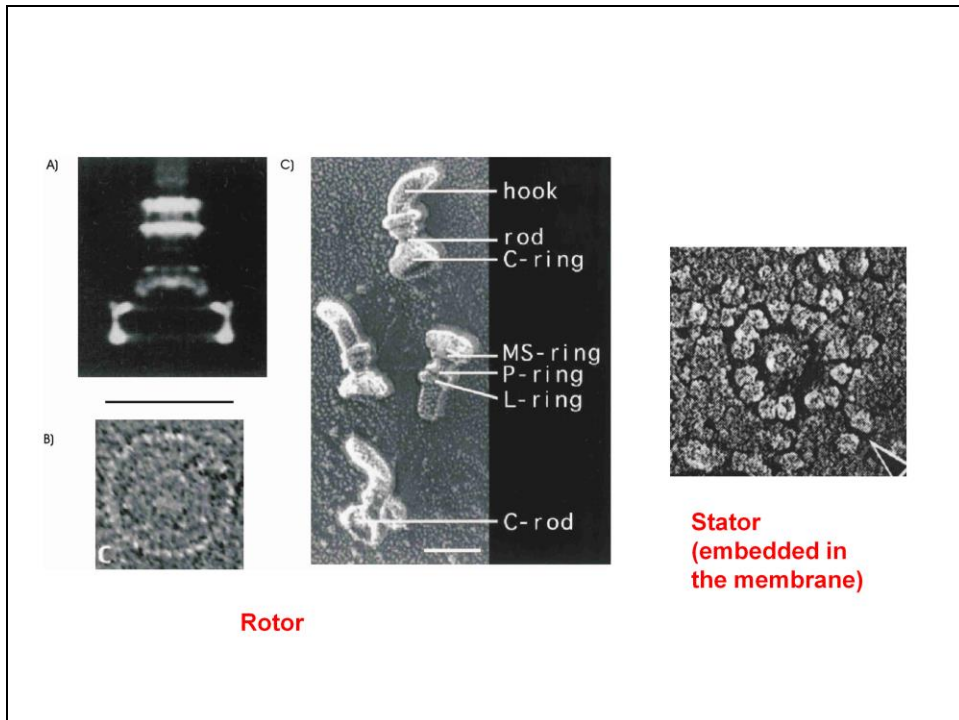 A)
C)
hook
rod
C-ring
MS-ring
P-ring
L-ring
C-rod
B)
C
Rotor
Stator
(embedded in
the membrane)